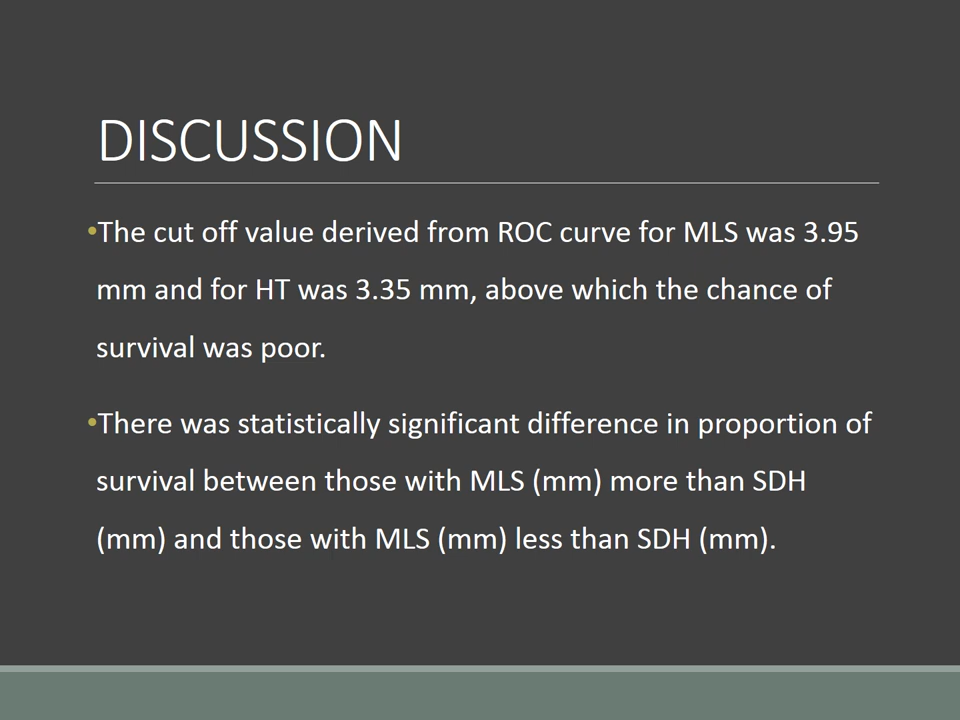 DISCUSSION
•The cut off value derived from ROC curve for MLS was 3.95
mm and for HT was 3.35 mm, above which the chance of
survival was poor.
•There was statistically significant difference in proportion of
survival between those with MLS (mm) more than SDH
(mm) and those with MLS (mm) less than SDH (mm).